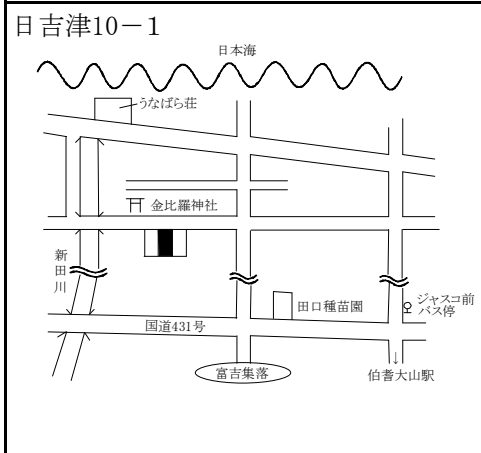 日吉津10－1
日本海
うなばら荘
金比羅神社
新田川
ジャスコ前
バス停
田口種苗園
国道431号
富吉集落
↓
伯耆大山駅